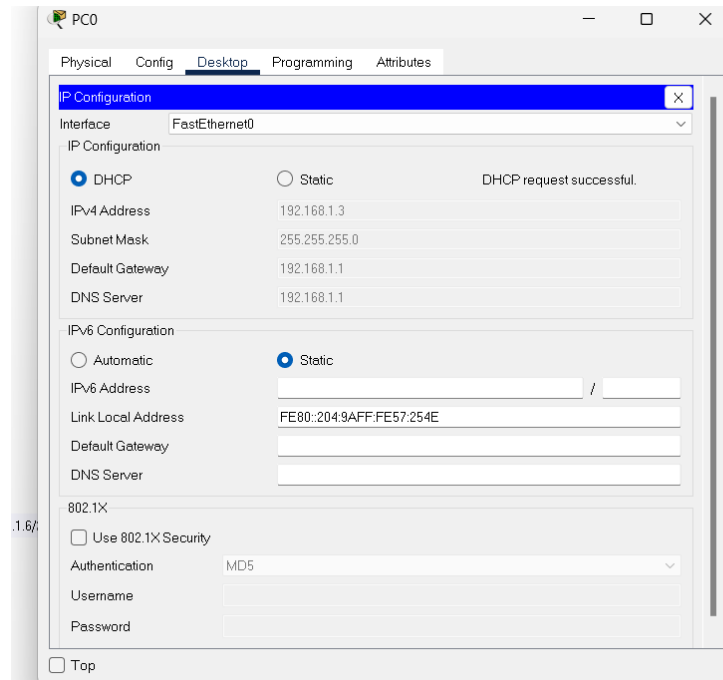 PC0
Physical Config Desktop Programming Attributes
IP Configuration X
Interface FastEthernet0
IP Configuration
DHCP Static DHCP request successful.
IPv4 Address 192.168.1.3
Subnet Mask 255.255.255.0
Default Gateway 192.168.1.1
DNS Server 192.168.1.1
IPv6 Configuration
Automatic Static
IPv6 Address /
Link Local Address FE80::204:9AFF:FE57:254E
Default Gateway
DNS Server
802.1X
.1.6/
Use 802.1X Security
Authentication MD5
Username
Password
Top